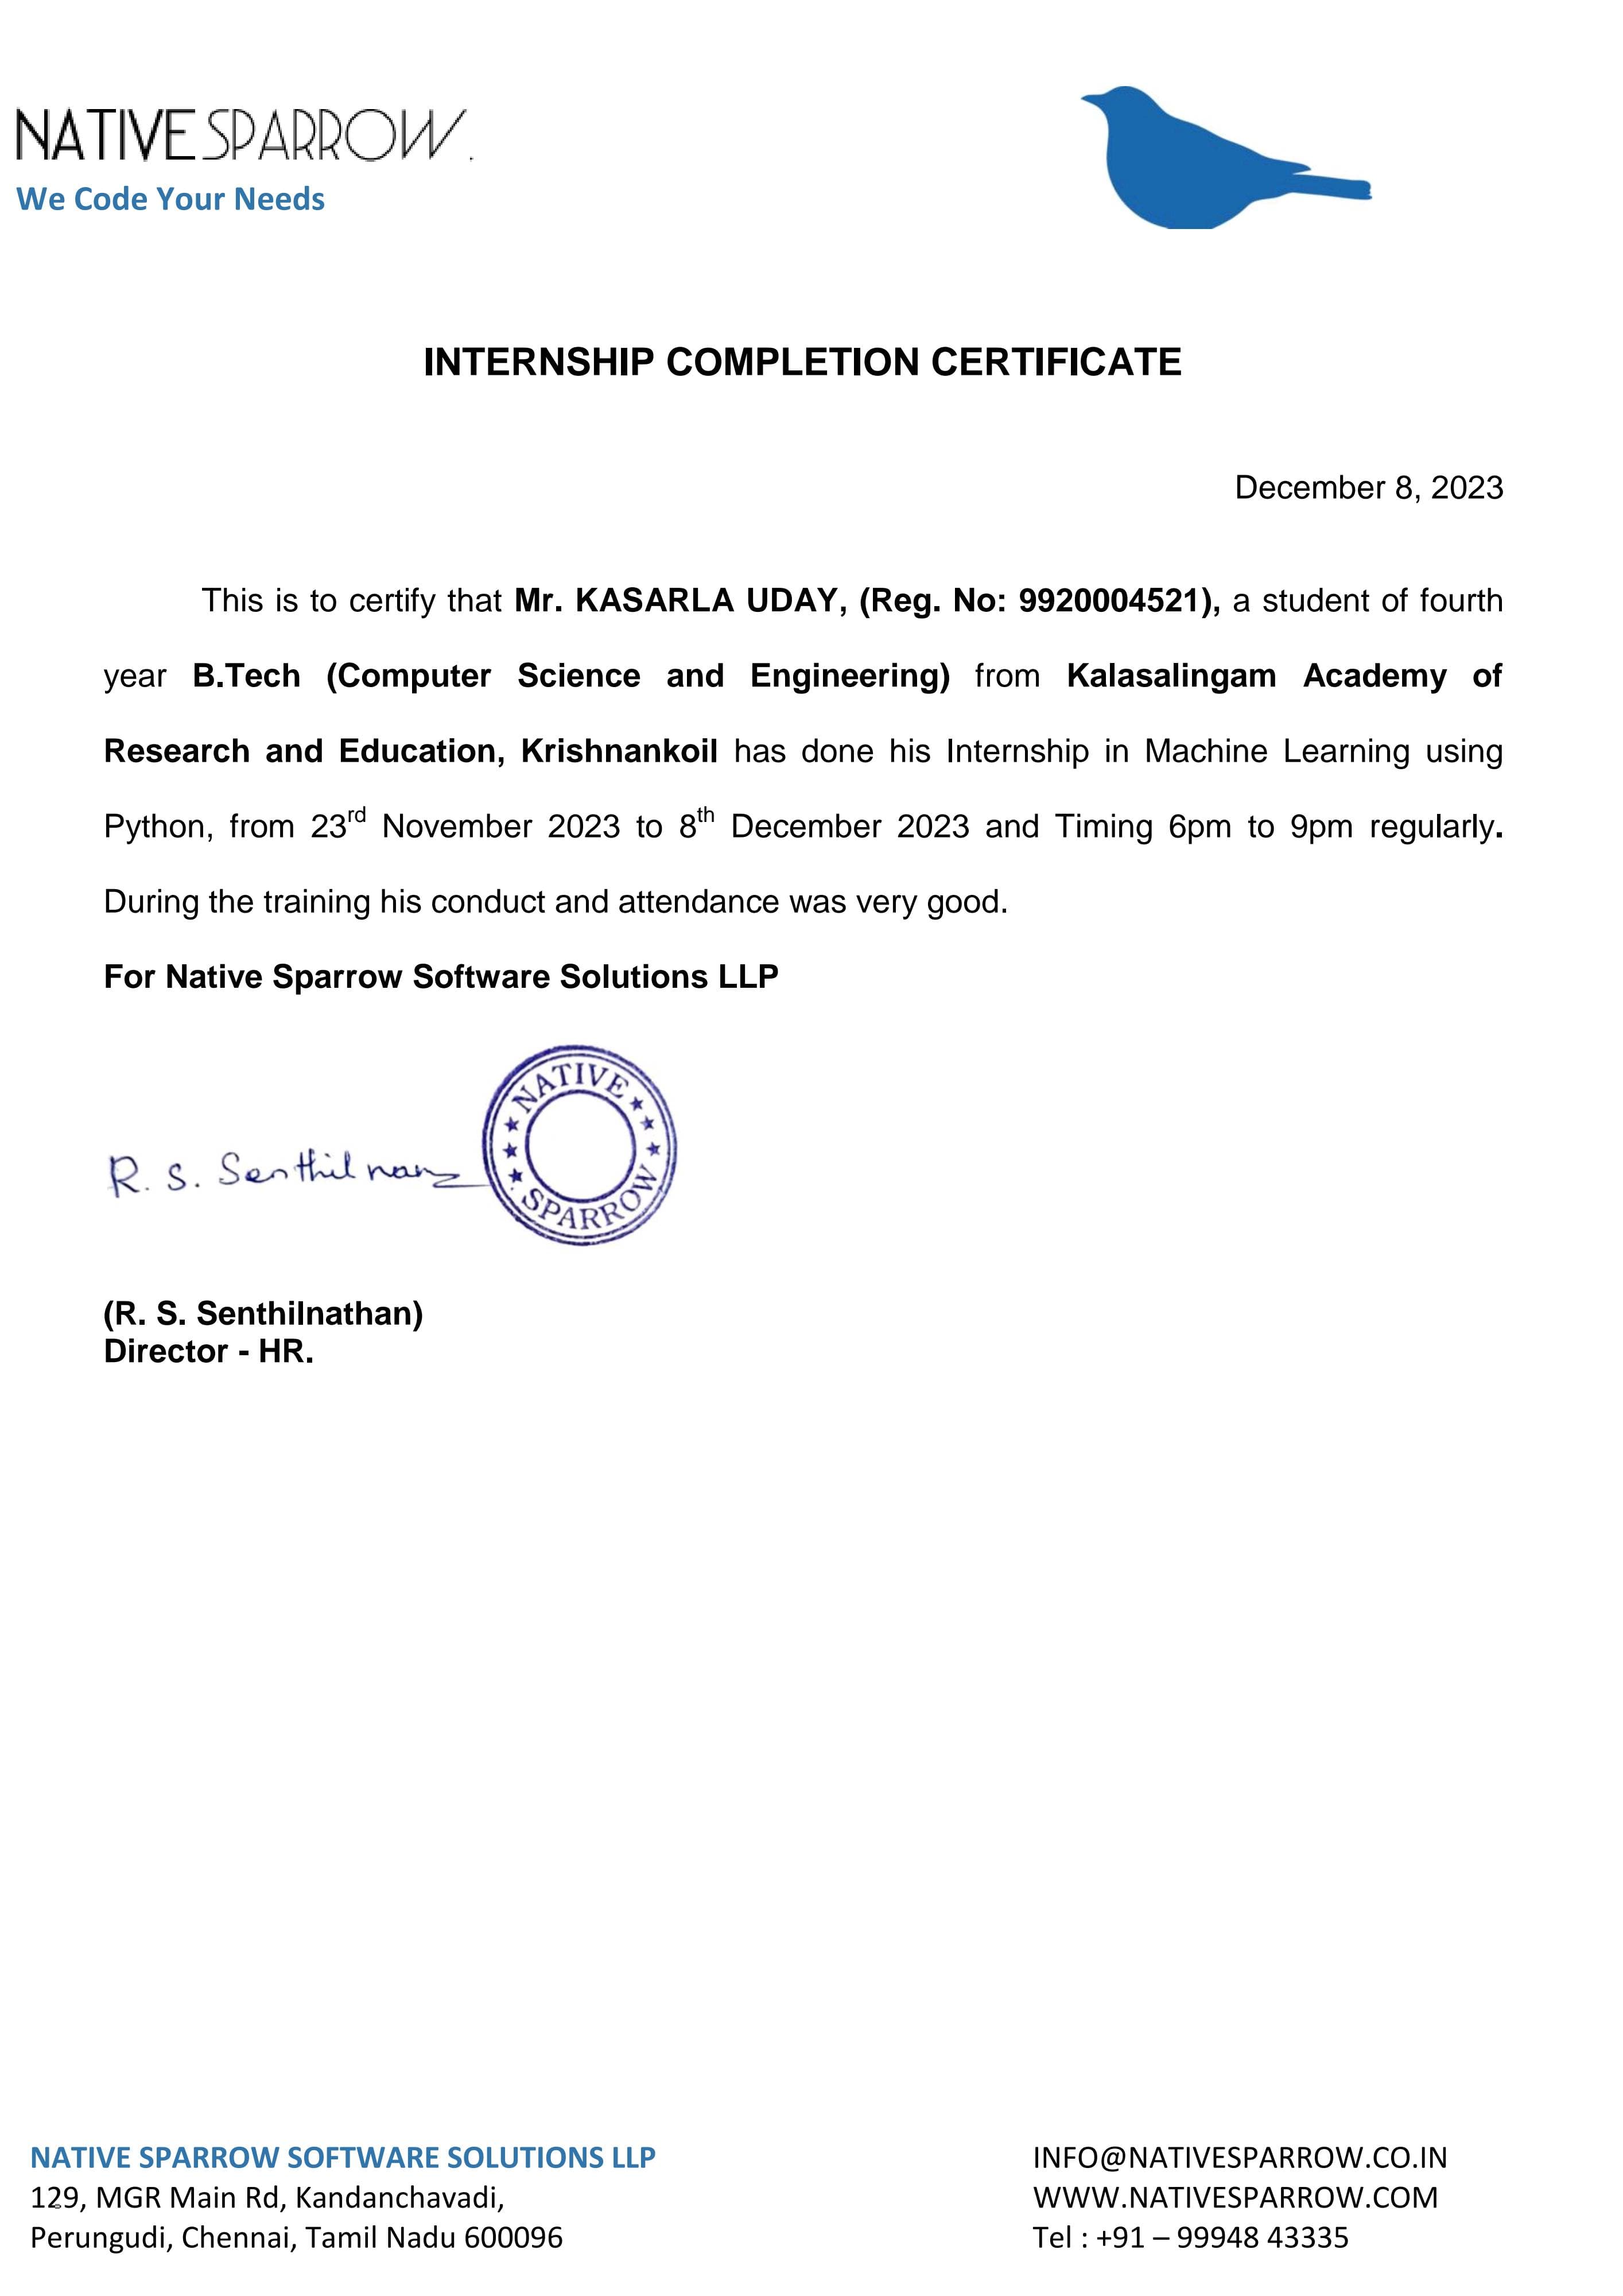 NATIVE SPARROW.
We Code Your Needs
INTERNSHIP COMPLETION CERTIFICATE
December 8, 2023
This is to certify that Mr. KASARLA UDAY, (Reg. No: 9920004521), a student of fourth
year B.Tech (Computer Science and Engineering) from Kalasalingam Academy of
Research and Education, Krishnankoil has done his Internship in Machine Learning using
Python, from 23rd November 2023 to 8th December 2023 and Timing 6pm to 9pm regularly.
During the training his conduct and attendance was very good.
For Native Sparrow Software Solutions LLP
NATIVE
SPARROW
R. S. Senthilnan
(R. S. Senthilnathan)
Director - HR.
NATIVE SPARROW SOFTWARE SOLUTIONS LLP
129, MGR Main Rd, Kandanchavadi,
Perungudi, Chennai, Tamil Nadu 600096
INFO@NATIVESPARROW.CO.IN
WWW.NATIVESPARROW.COM
Tel : +91 – 99948 43335